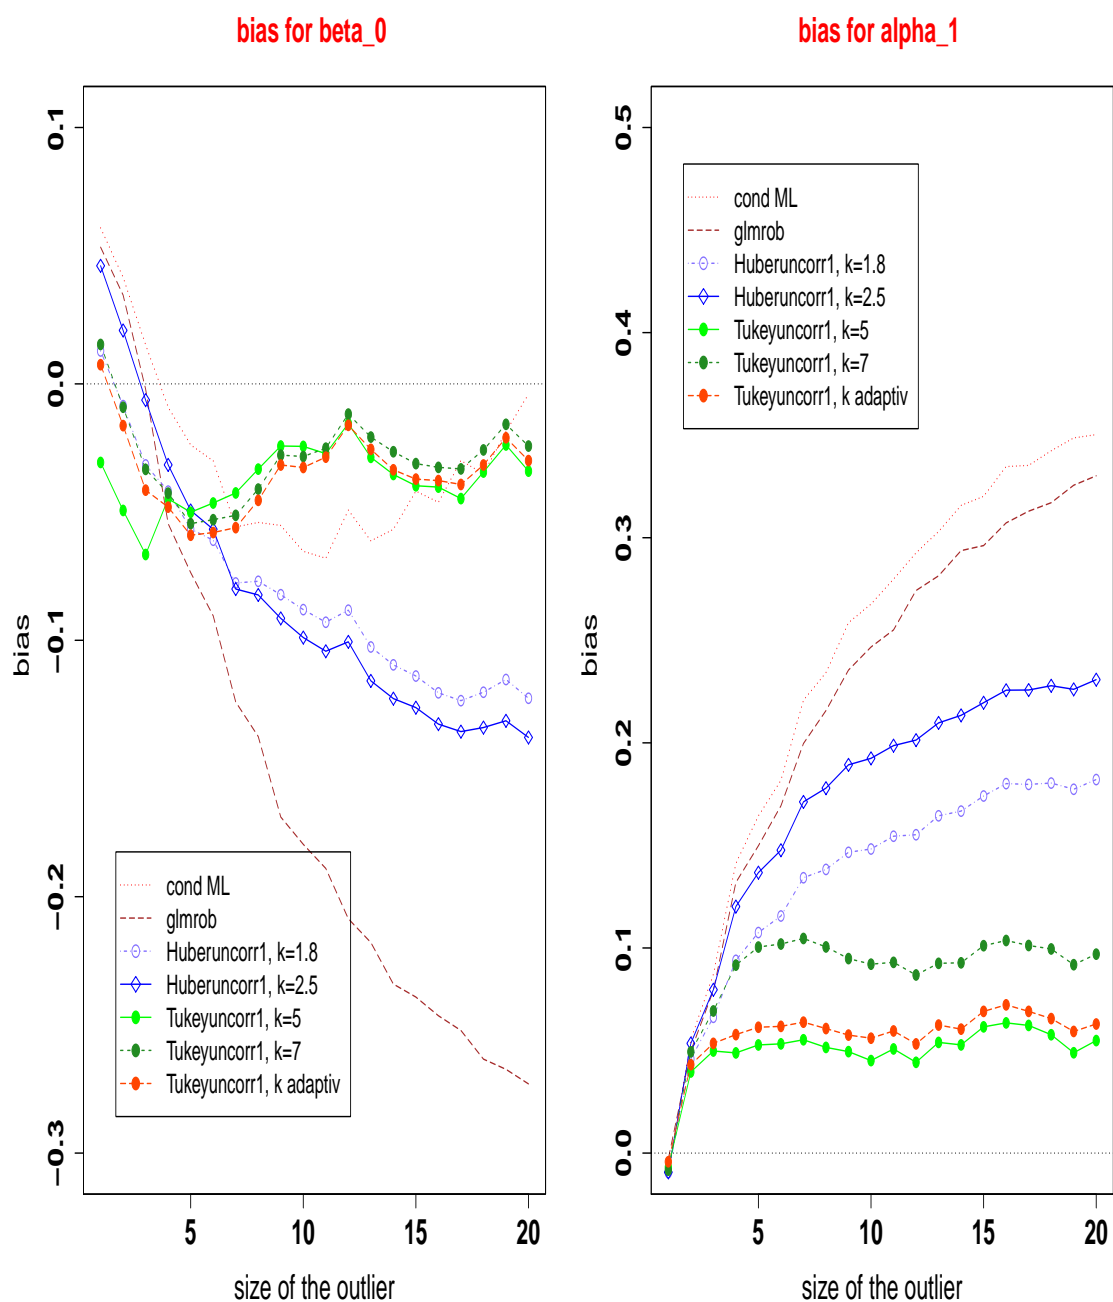 bias for beta_0
0.1
0.0
−0.1
−0.2
−0.3
bias
cond ML
glmrob
Huberuncorr1, k=1.8
Huberuncorr1, k=2.5
Tukeyuncorr1, k=5
Tukeyuncorr1, k=7
Tukeyuncorr1, k adaptiv
5 10 15 20
size of the outlier
bias for alpha_1
0.5
0.4
0.3
0.2
0.1
0.0
bias
cond ML
glmrob
Huberuncorr1, k=1.8
Huberuncorr1, k=2.5
Tukeyuncorr1, k=5
Tukeyuncorr1, k=7
Tukeyuncorr1, k adaptiv
5 10 15 20
size of the outlier